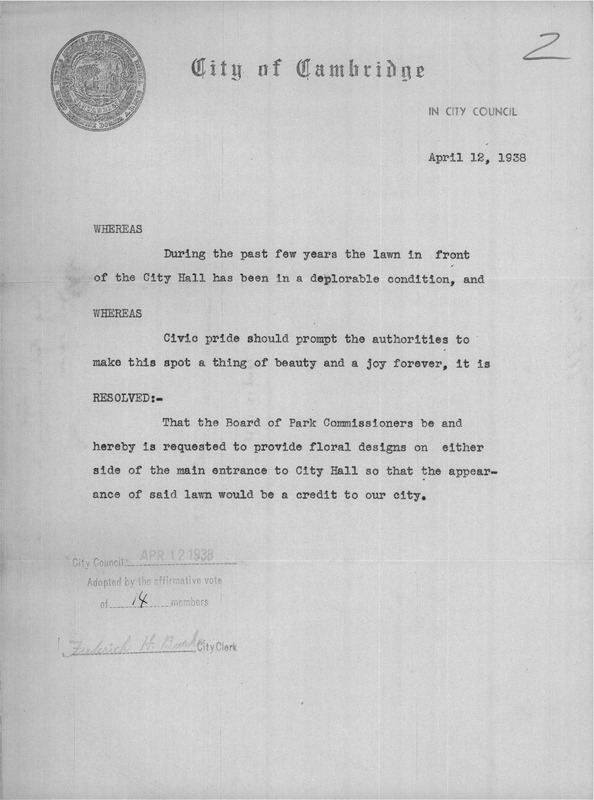 2
City of Cambridge
IN CITY COUNCIL
April 12, 1938
WHEREAS
During the past few years the lawn in front
of the City Hall has been in a deplorable condition, and
WHEREAS
Civic pride should prompt the authorities to
make this spot a thing of beauty and a joy forever, it is
RESOLVED:-
That the Board of Park Commissioners be and
hereby is requested to provide floral designs on either
side of the main entrance to City Hall so that the appear-
ance of said lawn would be a credit to our city.
City Council APR 12 1938
Adopted by the affirmative vote
of 14 members
Frederick H. Burke City Clerk